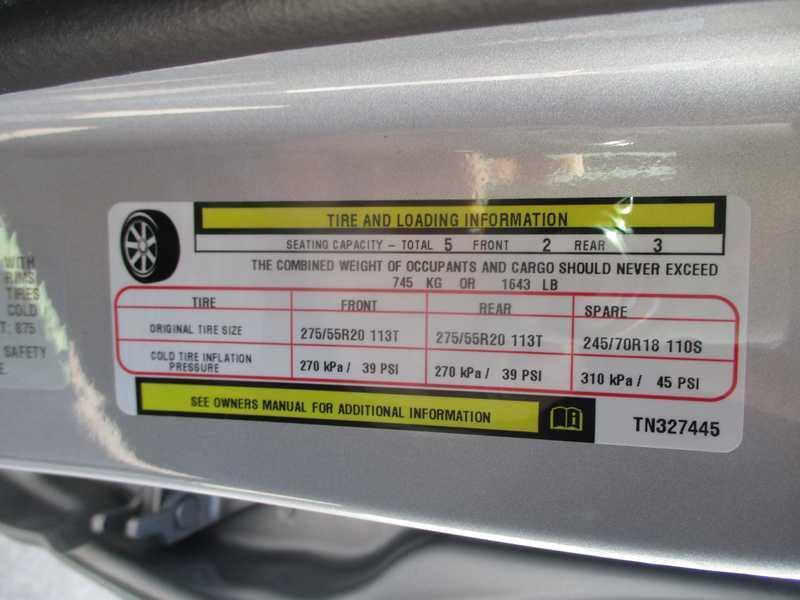 TIRE AND LOADING INFORMATION
SEATING CAPACITY – TOTAL 5 FRONT 2 REAR 3
THE COMBINED WEIGHT OF OCCUPANTS AND CARGO SHOULD NEVER EXCEED
745 KG OR 1643 LB
TIRE FRONT REAR SPARE
ORIGINAL TIRE SIZE 275/55R20 113T 275/55R20 113T 245/70R18 110S
COLD TIRE INFLATION
PRESSURE 270 kPa / 39 PSI 270 kPa / 39 PSI 310 kPa / 45 PSI
SEE OWNERS MANUAL FOR ADDITIONAL INFORMATION
TN327445
WITH
RIMS
TIRES
COLD
T: 875
SAFETY